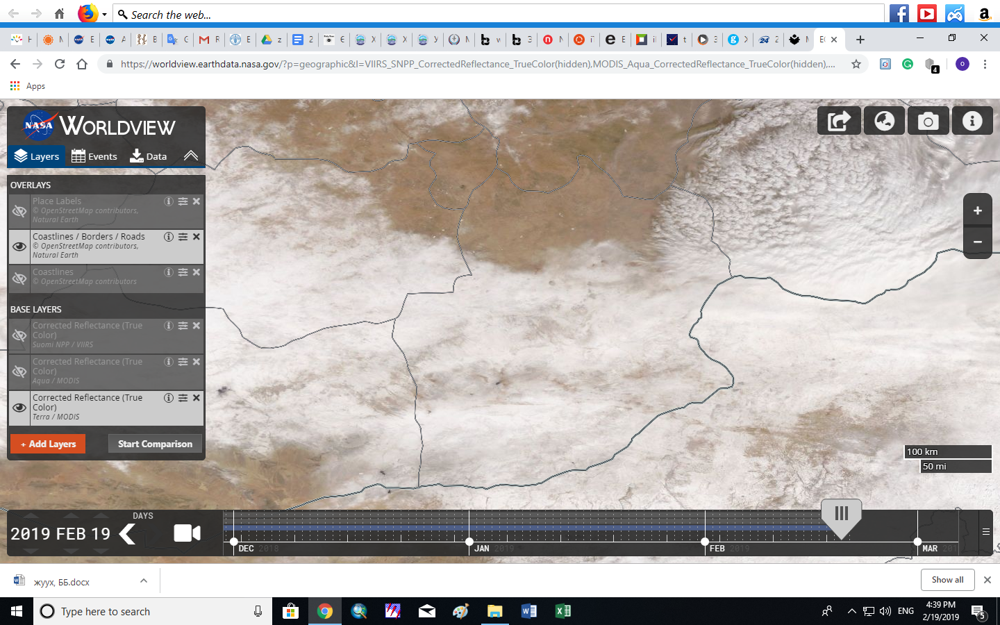 Search the web...
https://worldview.earthdata.nasa.gov/?p=geographic&l=VIIRS_SNPP_CorrectedReflectance_TrueColor(hidden),MODIS_Aqua_CorrectedReflectance_TrueColor(hidden),...
4
o
Apps
NASA WORLDVIEW
Layers Events Data
OVERLAYS
Place Labels
© OpenStreetMap contributors,
Natural Earth
Coastlines / Borders / Roads
© OpenStreetMap contributors,
Natural Earth
Coastlines
© OpenStreetMap contributors
BASE LAYERS
Corrected Reflectance (True
Color)
Suomi NPP / VIIRS
Corrected Reflectance (True
Color)
Aqua / MODIS
Corrected Reflectance (True
Color)
Terra / MODIS
+ Add Layers Start Comparison
+
−
100 km
50 mi
DAYS
2019 FEB 19
DEC 2018 JAN 2019 FEB 2019 MAR 201
жуух, ББ.docx
Show all
Type here to search
ENG
4:39 PM
2/19/2019
5